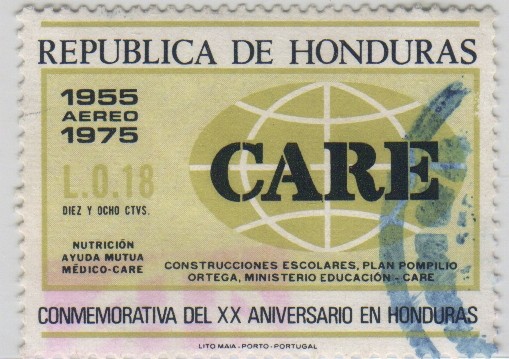 REPUBLICA DE HONDURAS
1955
AEREO
1975
CARE
L.0.18
DIEZ Y OCHO CTVS.
NUTRICIÓN
AYUDA MUTUA
MÉDICO-CARE
CONSTRUCCIONES ESCOLARES, PLAN POMPILIO
ORTEGA, MINISTERIO EDUCACIÓN - CARE
CONMEMORATIVA DEL XX ANIVERSARIO EN HONDURAS
LITO MAIA - PORTO - PORTUGAL